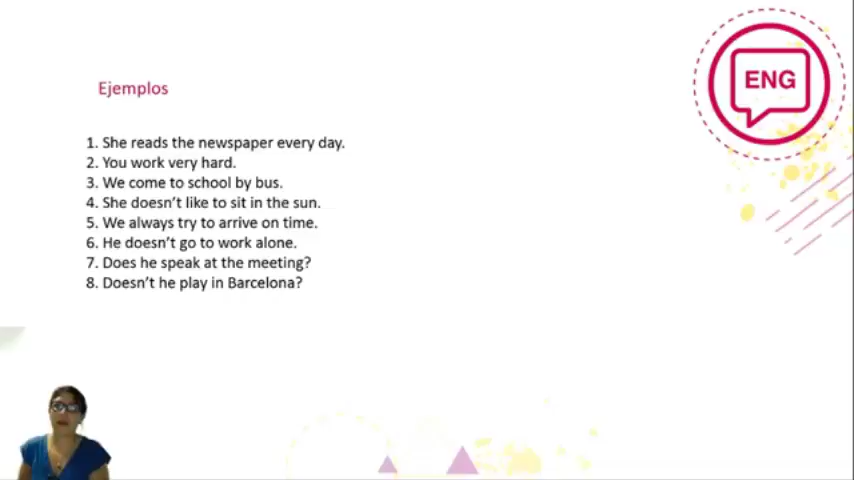 ENG
Ejemplos
1. She reads the newspaper every day.
2. You work very hard.
3. We come to school by bus.
4. She doesn't like to sit in the sun.
5. We always try to arrive on time.
6. He doesn't go to work alone.
7. Does he speak at the meeting?
8. Doesn't he play in Barcelona?